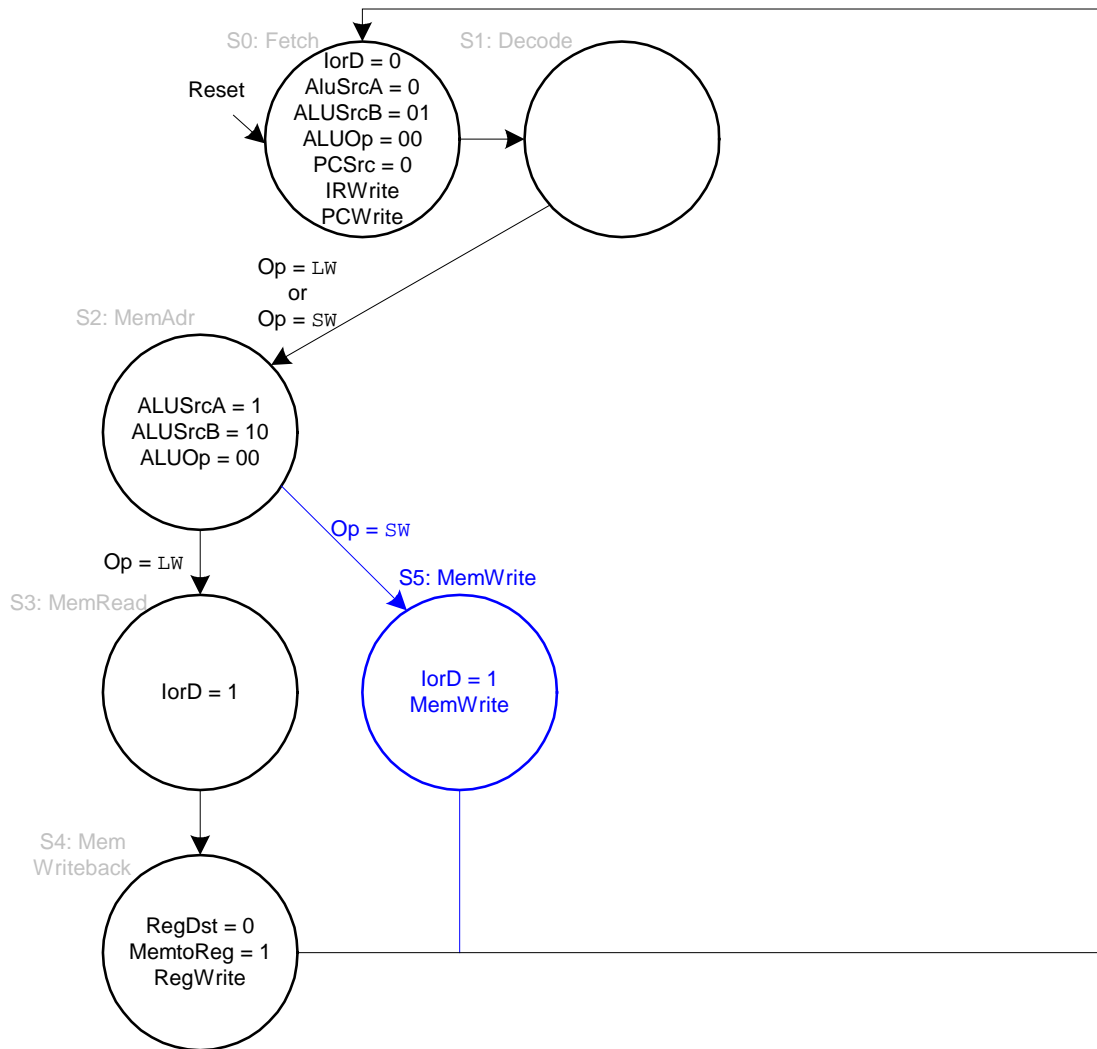 S0: Fetch
S1: Decode
Reset
IorD = 0
AluSrcA = 0
ALUSrcB = 01
ALUOp = 00
PCSrc = 0
IRWrite
PCWrite
Op = LW
or
Op = SW
S2: MemAdr
ALUSrcA = 1
ALUSrcB = 10
ALUOp = 00
Op = SW
Op = LW
S5: MemWrite
S3: MemRead
IorD = 1
IorD = 1
MemWrite
S4: Mem
Writeback
RegDst = 0
MemtoReg = 1
RegWrite